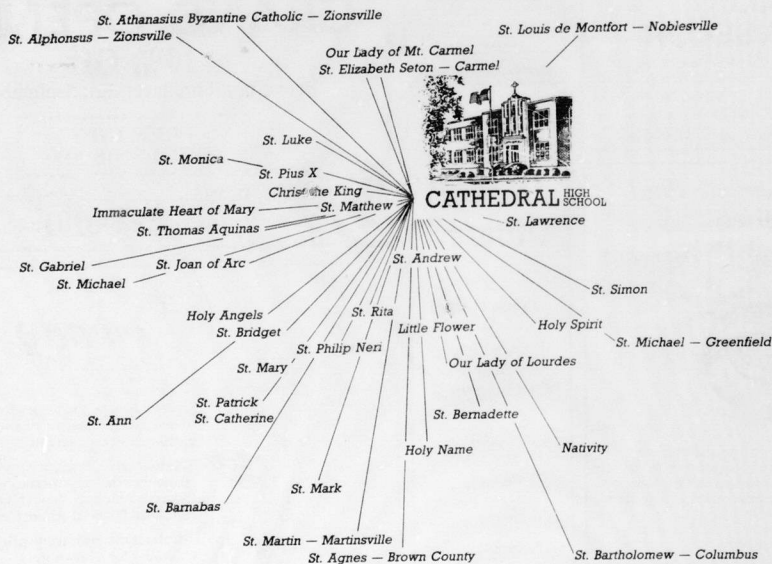 St. Athanasius Byzantine Catholic — Zionsville
St. Alphonsus — Zionsville
St. Louis de Montfort — Noblesville
Our Lady of Mt. Carmel
St. Elizabeth Seton — Carmel
St. Luke
St. Monica
St. Pius X
Christ the King
CATHEDRAL HIGH SCHOOL
Immaculate Heart of Mary
St. Matthew
St. Lawrence
St. Thomas Aquinas
St. Andrew
St. Gabriel
St. Joan of Arc
St. Michael
St. Simon
Holy Angels
St. Rita
St. Bridget
Little Flower
Holy Spirit
St. Michael — Greenfield
St. Philip Neri
Our Lady of Lourdes
St. Mary
St. Patrick
St. Catherine
St. Ann
St. Bernadette
Holy Name
Nativity
St. Mark
St. Barnabas
St. Martin — Martinsville
St. Agnes — Brown County
St. Bartholomew — Columbus